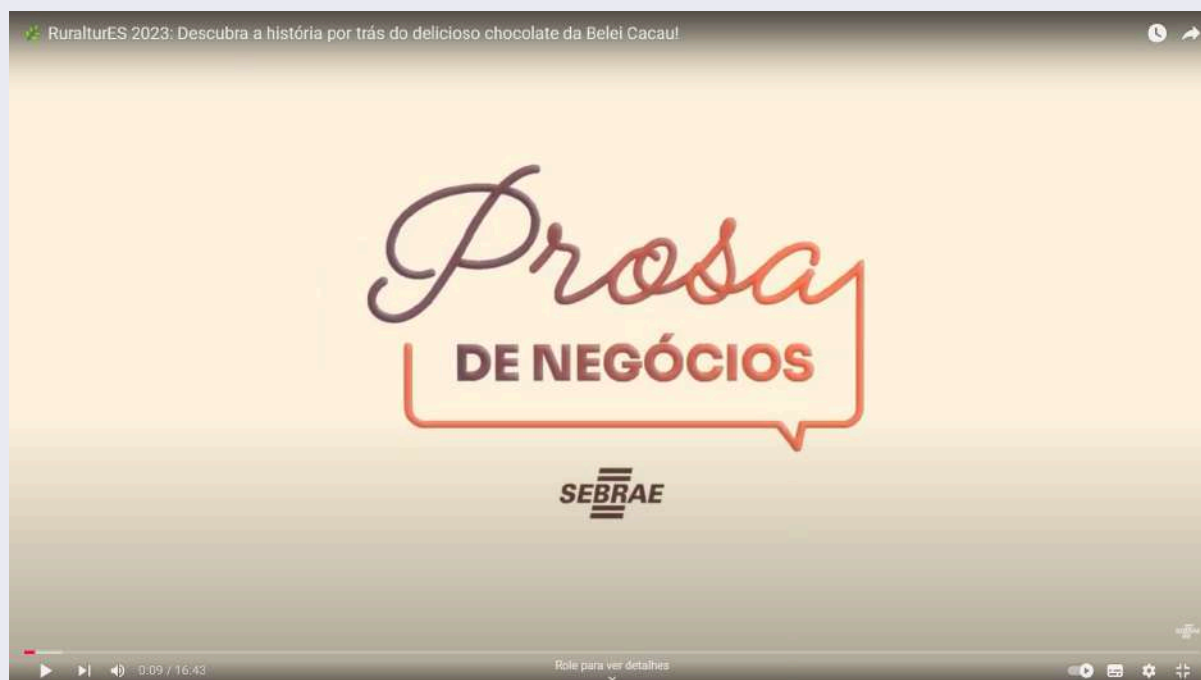 RuralturES 2023: Descubra a história por trás do delicioso chocolate da Belei Cacau!
Prosa
DE NEGÓCIOS
SEBRAE
SEBRAE
0:09 / 16:43
Role para ver detalhes